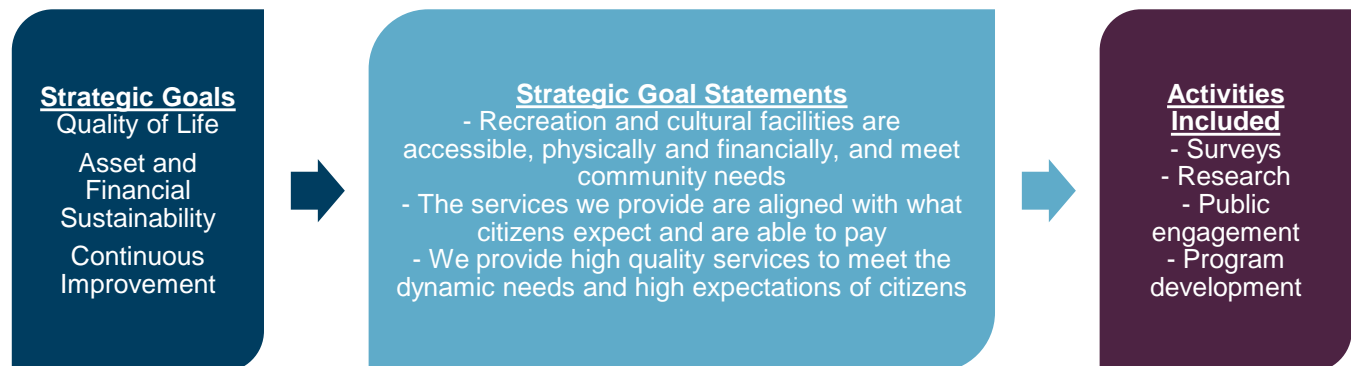 Strategic Goals
Quality of Life
Asset and
Financial
Sustainability
Continuous
Improvement
Strategic Goal Statements
- Recreation and cultural facilities are
accessible, physically and financially, and meet
community needs
- The services we provide are aligned with what
citizens expect and are able to pay
- We provide high quality services to meet the
dynamic needs and high expectations of citizens
Activities
Included
- Surveys
- Research
- Public
engagement
- Program
development